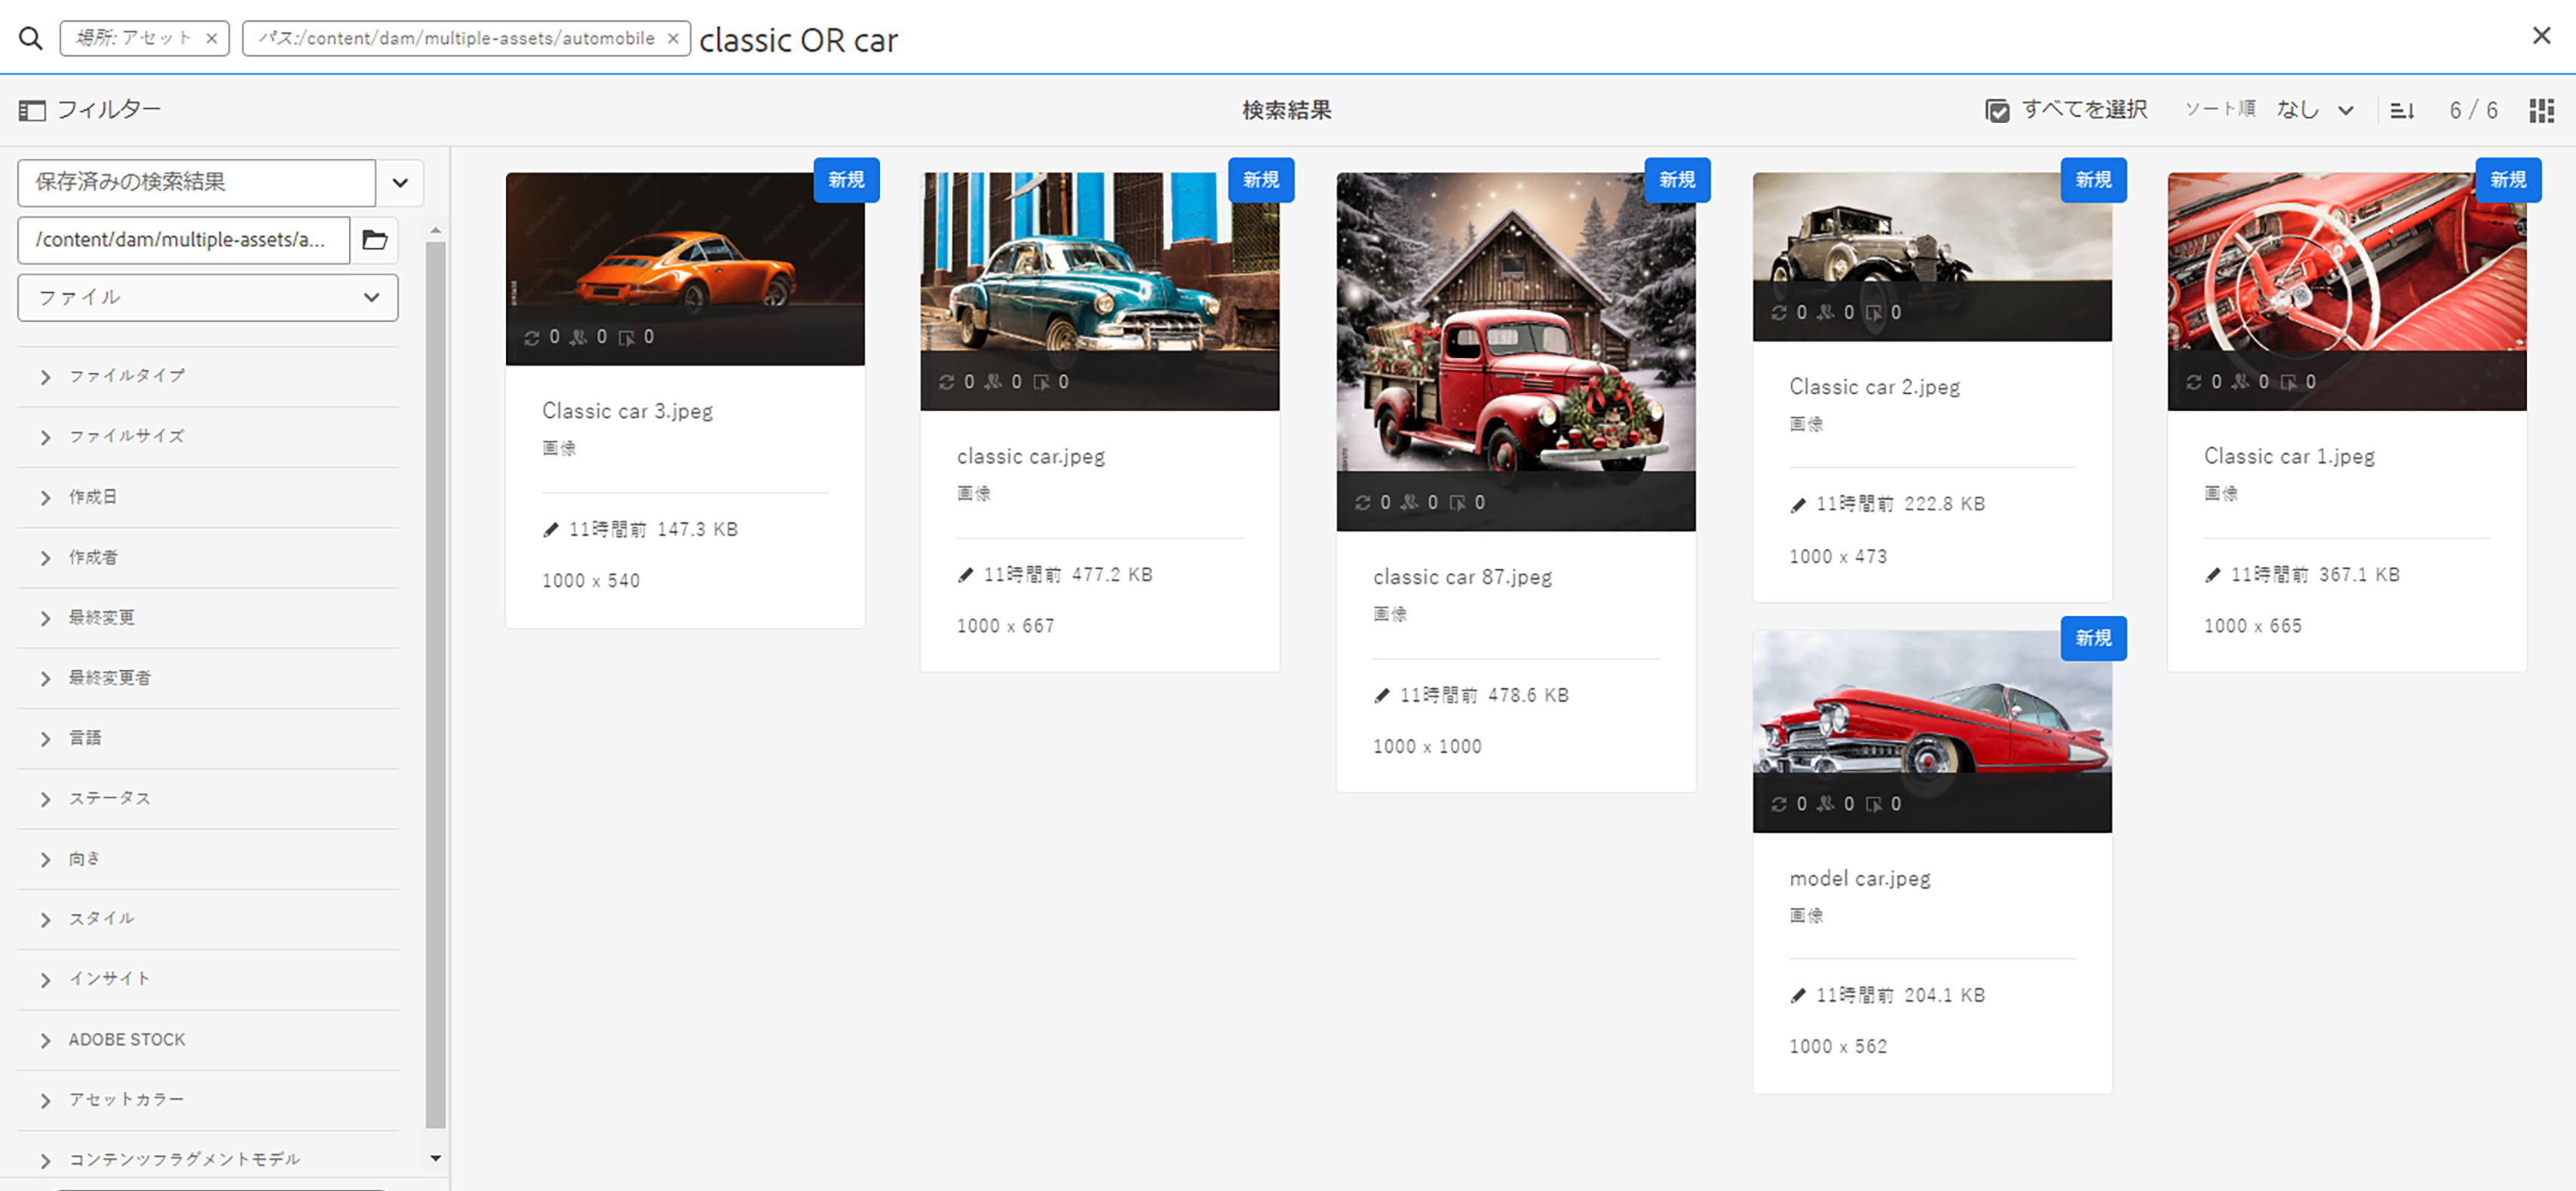 場所: アセット ×
パス:/content/dam/multiple-assets/automobile ×
classic OR car
フィルター
検索結果
すべてを選択
ソート順 なし
6 / 6
保存済みの検索結果
/content/dam/multiple-assets/a...
ファイル
ファイルタイプ
ファイルサイズ
作成日
作成者
最終変更
最終変更者
言語
ステータス
向き
スタイル
インサイト
ADOBE STOCK
アセットカラー
コンテンツフラグメントモデル
新規
0 0 0
Classic car 3.jpeg
画像
11時間前 147.3 KB
1000 x 540
新規
0 0 0
classic car.jpeg
画像
11時間前 477.2 KB
1000 x 667
新規
0 0 0
classic car 87.jpeg
画像
11時間前 478.6 KB
1000 x 1000
新規
0 0 0
Classic car 2.jpeg
画像
11時間前 222.8 KB
1000 x 473
新規
0 0 0
model car.jpeg
画像
11時間前 204.1 KB
1000 x 562
新規
0 0 0
Classic car 1.jpeg
画像
11時間前 367.1 KB
1000 x 665